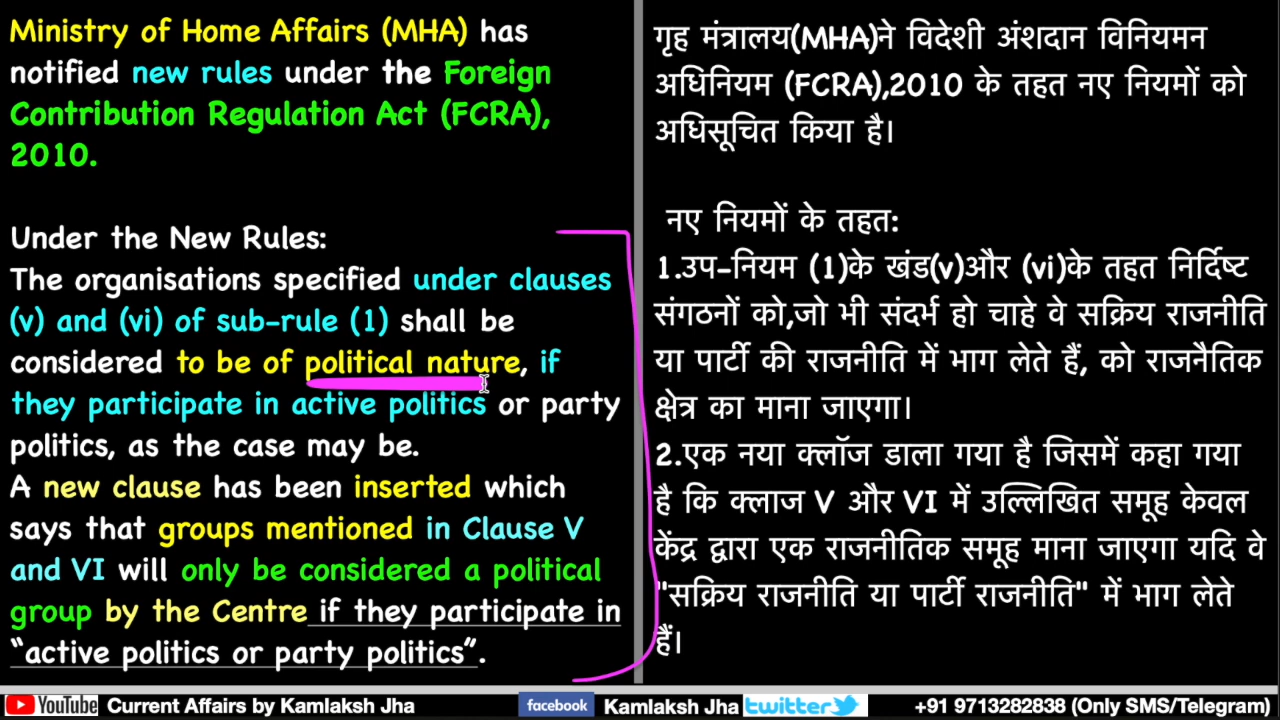 Ministry of Home Affairs (MHA) has
notified new rules under the Foreign
Contribution Regulation Act (FCRA),
2010.
Under the New Rules:
The organisations specified under clauses
(v) and (vi) of sub-rule (1) shall be
considered to be of political nature, if
they participate in active politics or party
politics, as the case may be.
A new clause has been inserted which
says that groups mentioned in Clause V
and VI will only be considered a political
group by the Centre if they participate in
“active politics or party politics”.
गृह मंत्रालय(MHA)ने विदेशी अंशदान विनियमन
अधिनियम (FCRA),2010 के तहत नए नियमों को
अधिसूचित किया है।
नए नियमों के तहत:
1.उप-नियम (1)के खंड(v)और (vi)के तहत निर्दिष्ट
संगठनों को,जो भी संदर्भ हो चाहे वे सक्रिय राजनीति
या पार्टी की राजनीति में भाग लेते हैं, को राजनैतिक
क्षेत्र का माना जाएगा।
2.एक नया क्लॉज डाला गया है जिसमें कहा गया
है कि क्लाज V और VI में उल्लिखित समूह केवल
केंद्र द्वारा एक राजनीतिक समूह माना जाएगा यदि वे
"सक्रिय राजनीति या पार्टी राजनीति" में भाग लेते
हैं।
YouTube Current Affairs by Kamlaksh Jha facebook Kamlaksh Jha twitter +91 9713282838 (Only SMS/Telegram)